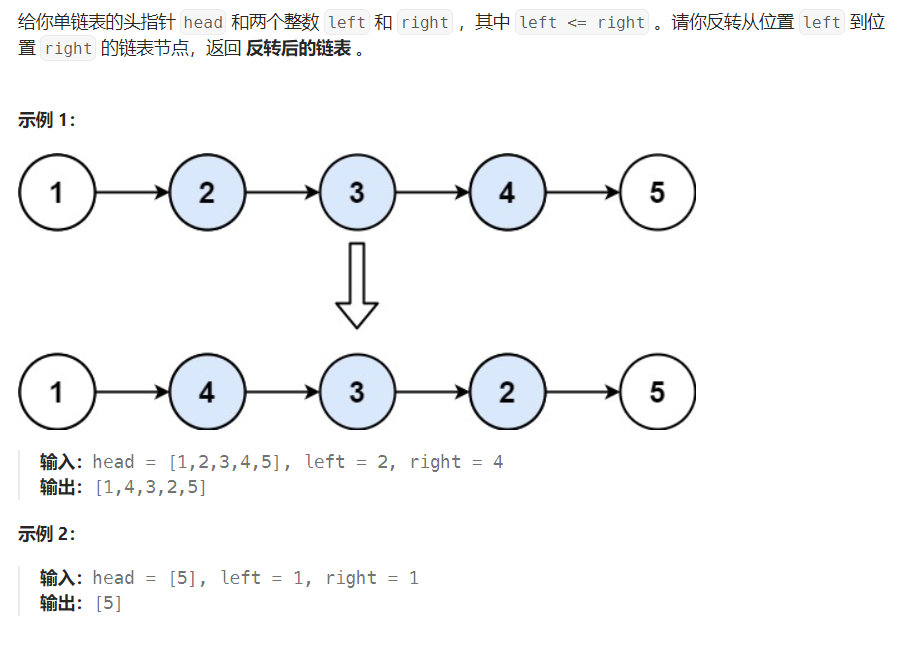 给你单链表的头指针 head 和两个整数 left 和 right ，其中 left <= right 。请你反转从位置 left 到位
置 right 的链表节点，返回 反转后的链表 。
示例 1：
1 2 3 4 5
1 4 3 2 5
输入：head = [1,2,3,4,5], left = 2, right = 4
输出：[1,4,3,2,5]
示例 2：
输入：head = [5], left = 1, right = 1
输出：[5]